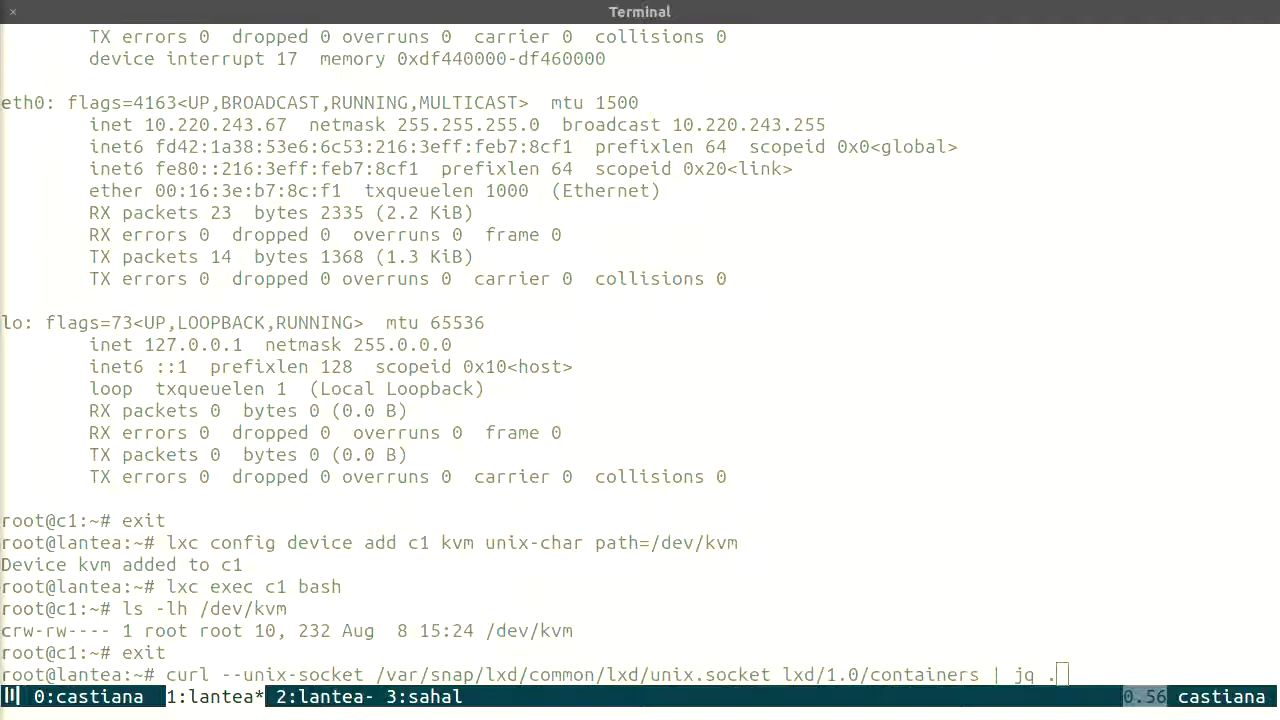 × Terminal
TX errors 0  dropped 0 overruns 0  carrier 0  collisions 0
device interrupt 17  memory 0xdf440000-df460000
eth0: flags=4163<UP,BROADCAST,RUNNING,MULTICAST>  mtu 1500
inet 10.220.243.67  netmask 255.255.255.0  broadcast 10.220.243.255
inet6 fd42:1a38:53e6:6c53:216:3eff:feb7:8cf1  prefixlen 64  scopeid 0x0<global>
inet6 fe80::216:3eff:feb7:8cf1  prefixlen 64  scopeid 0x20<link>
ether 00:16:3e:b7:8c:f1  txqueuelen 1000  (Ethernet)
RX packets 23  bytes 2335 (2.2 KiB)
RX errors 0  dropped 0  overruns 0  frame 0
TX packets 14  bytes 1368 (1.3 KiB)
TX errors 0  dropped 0 overruns 0  carrier 0  collisions 0
lo: flags=73<UP,LOOPBACK,RUNNING>  mtu 65536
inet 127.0.0.1  netmask 255.0.0.0
inet6 ::1  prefixlen 128  scopeid 0x10<host>
loop  txqueuelen 1  (Local Loopback)
RX packets 0  bytes 0 (0.0 B)
RX errors 0  dropped 0  overruns 0  frame 0
TX packets 0  bytes 0 (0.0 B)
TX errors 0  dropped 0 overruns 0  carrier 0  collisions 0
root@c1:~# exit
root@lantea:~# lxc config device add c1 kvm unix-char path=/dev/kvm
Device kvm added to c1
root@lantea:~# lxc exec c1 bash
root@c1:~# ls -lh /dev/kvm
crw-rw---- 1 root root 10, 232 Aug  8 15:24 /dev/kvm
root@c1:~# exit
root@lantea:~# curl --unix-socket /var/snap/lxd/common/lxd/unix.socket lxd/1.0/containers | jq .
0:castiana  1:lantea* 2:lantea- 3:sahal 0.56 castiana